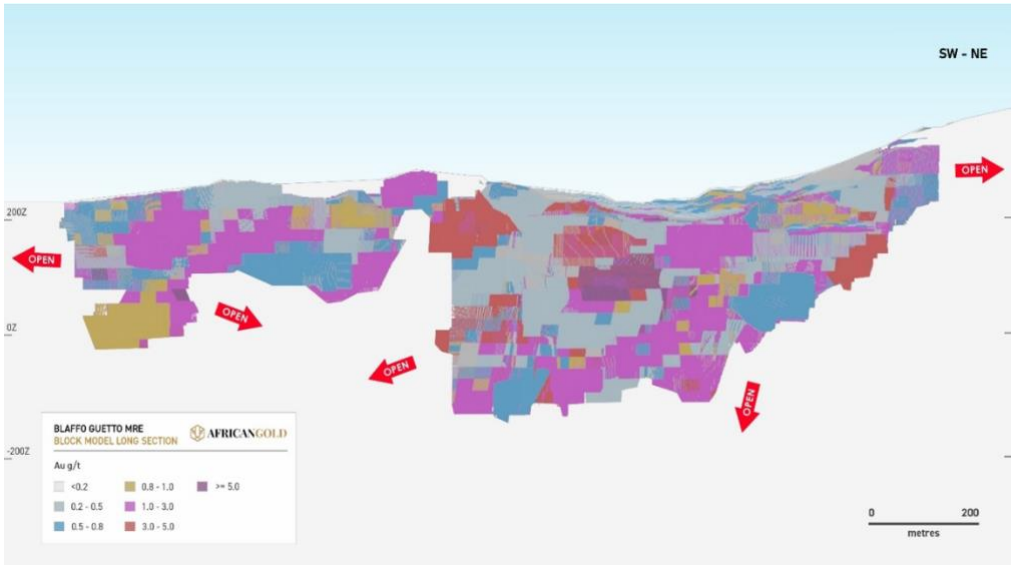 SW - NE
OPEN
200Z
OPEN
OPEN
0Z
OPEN
OPEN
BLAFFO GUETTO MRE
BLOCK MODEL LONG SECTION
AFRICANGOLD
-200Z
Au g/t
<0.2
0.8 - 1.0
>= 5.0
0.2 - 0.5
1.0 - 3.0
0.5 - 0.8
3.0 - 5.0
0 200
metres